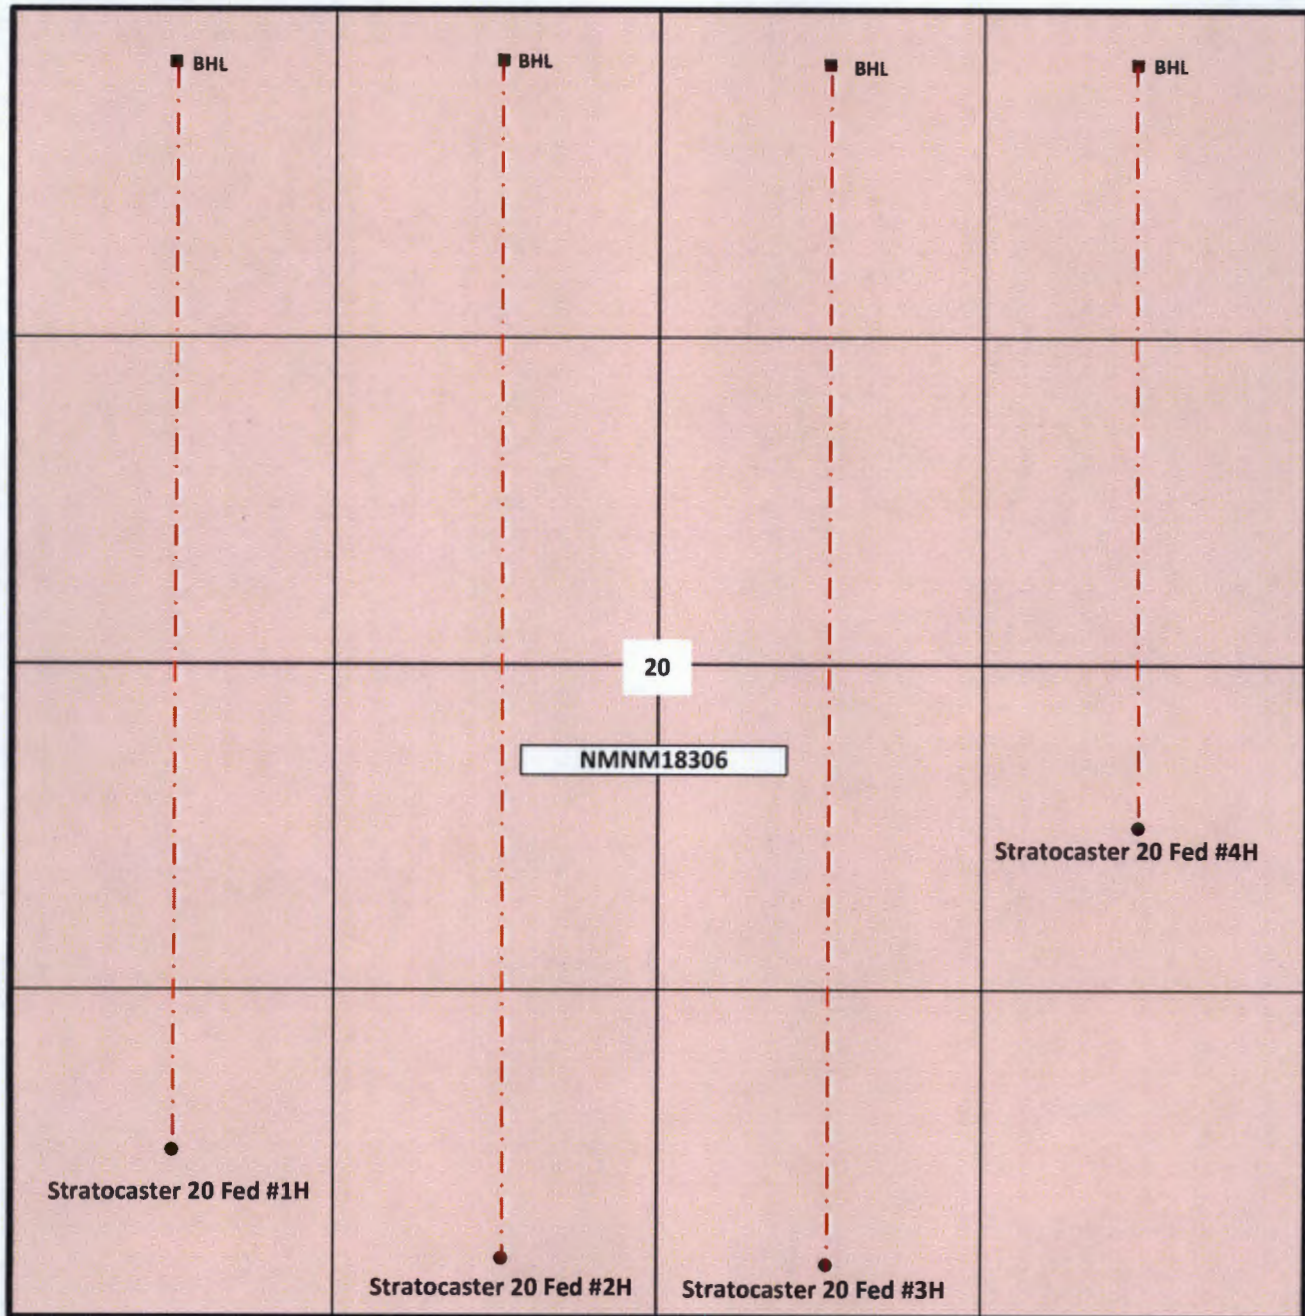 BHL
BHL
BHL
BHL
20
NMNM18306
Stratocaster 20 Fed #4H
Stratocaster 20 Fed #1H
Stratocaster 20 Fed #2H
Stratocaster 20 Fed #3H